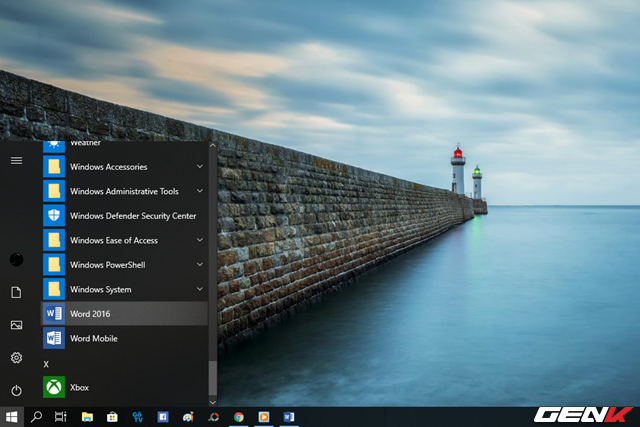 Weather
Windows Accessories
Windows Administrative Tools
Windows Defender Security Center
Windows Ease of Access
Windows PowerShell
Windows System
Word 2016
Word Mobile
X
Xbox
GENK